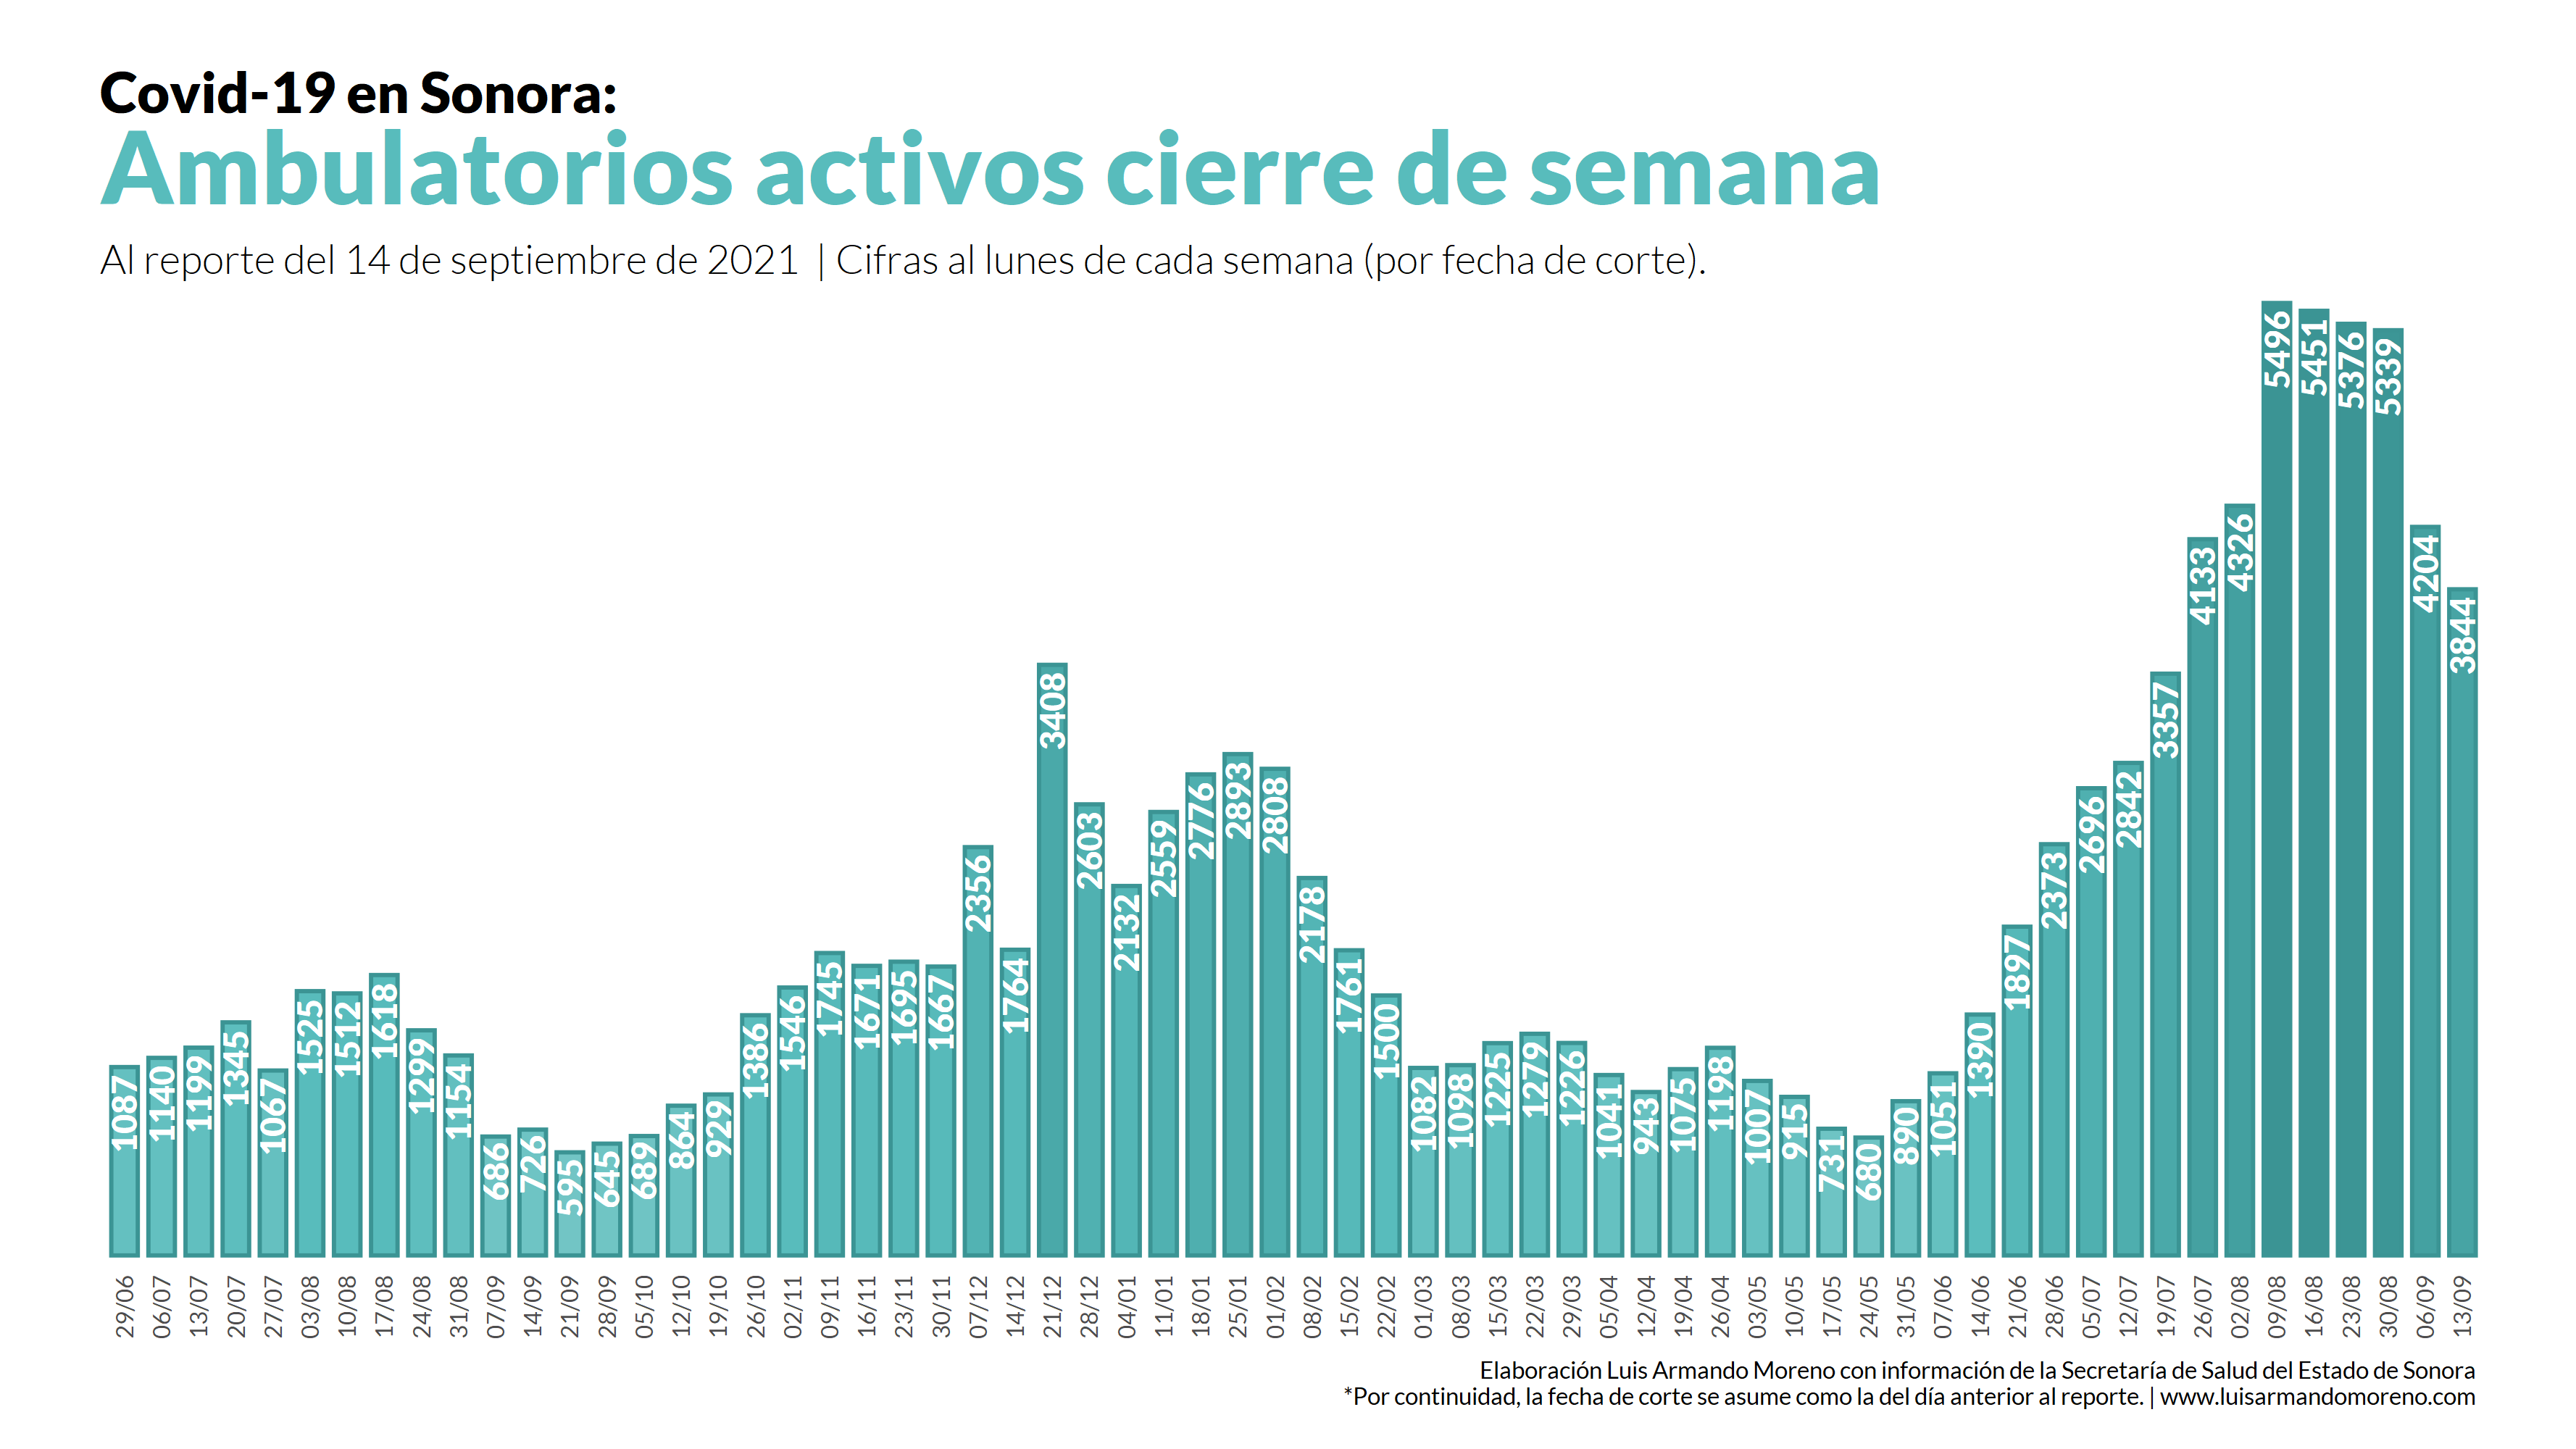 Covid-19 en Sonora:
Ambulatorios activos cierre de semana
Al reporte del 14 de septiembre de 2021 | Cifras al lunes de cada semana (por fecha de corte).
1087 1140 1199 1345 1067 1525 1512 1618 1299 1154 686 726 595 645 689 864 929 1386 1546 1745 1671 1695 1667 2356 1764 3408 2603 2132 2559 2776 2893 2808 2178 1761 1500 1082 1098 1225 1279 1226 1041 943 1075 1198 1007 915 731 680 890 1051 1390 1897 2373 2696 2842 3357 4133 4326 5496 5451 5376 5339 4204 3844
29/06 06/07 13/07 20/07 27/07 03/08 10/08 17/08 24/08 31/08 07/09 14/09 21/09 28/09 05/10 12/10 19/10 26/10 02/11 09/11 16/11 23/11 30/11 07/12 14/12 21/12 28/12 04/01 11/01 18/01 25/01 01/02 08/02 15/02 22/02 01/03 08/03 15/03 22/03 29/03 05/04 12/04 19/04 26/04 03/05 10/05 17/05 24/05 31/05 07/06 14/06 21/06 28/06 05/07 12/07 19/07 26/07 02/08 09/08 16/08 23/08 30/08 06/09 13/09
Elaboración Luis Armando Moreno con información de la Secretaría de Salud del Estado de Sonora
*Por continuidad, la fecha de corte se asume como la del día anterior al reporte. | www.luisarmandomoreno.com